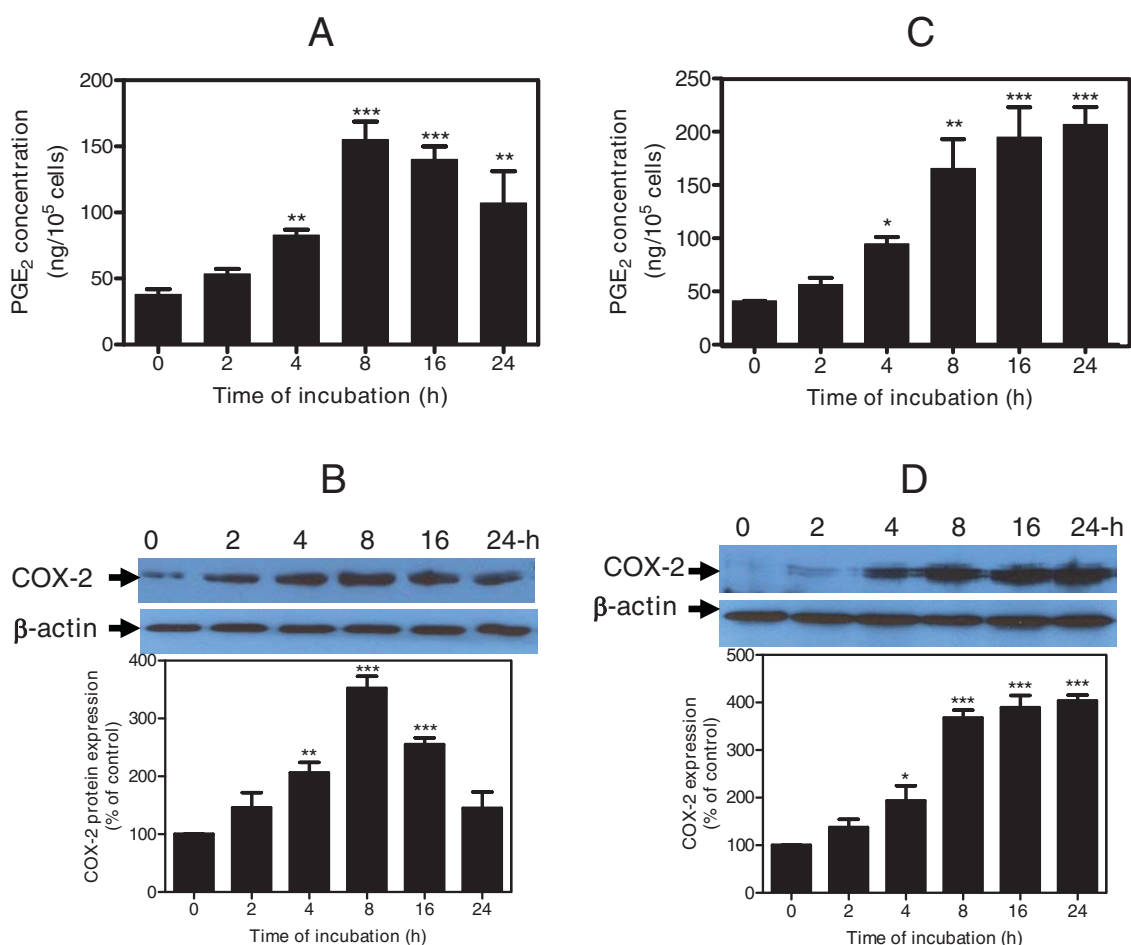 A
PGE₂ concentration
(ng/10⁵ cells)
200
150
100
50
0
***
***
**
**
0 2 4 8 16 24
Time of incubation (h)
C
PGE₂ concentration
(ng/10⁵ cells)
250
200
150
100
50
0
***
***
**
*
0 2 4 8 16 24
Time of incubation (h)
B
0 2 4 8 16 24-h
COX-2
β-actin
COX-2 protein expression
(% of control)
400
300
200
100
0
***
***
**
0 2 4 8 16 24
Time of incubation (h)
D
0 2 4 8 16 24-h
COX-2
β-actin
COX-2 expression
(% of control)
500
400
300
200
100
0
***
***
***
*
0 2 4 8 16 24
Time of incubation (h)